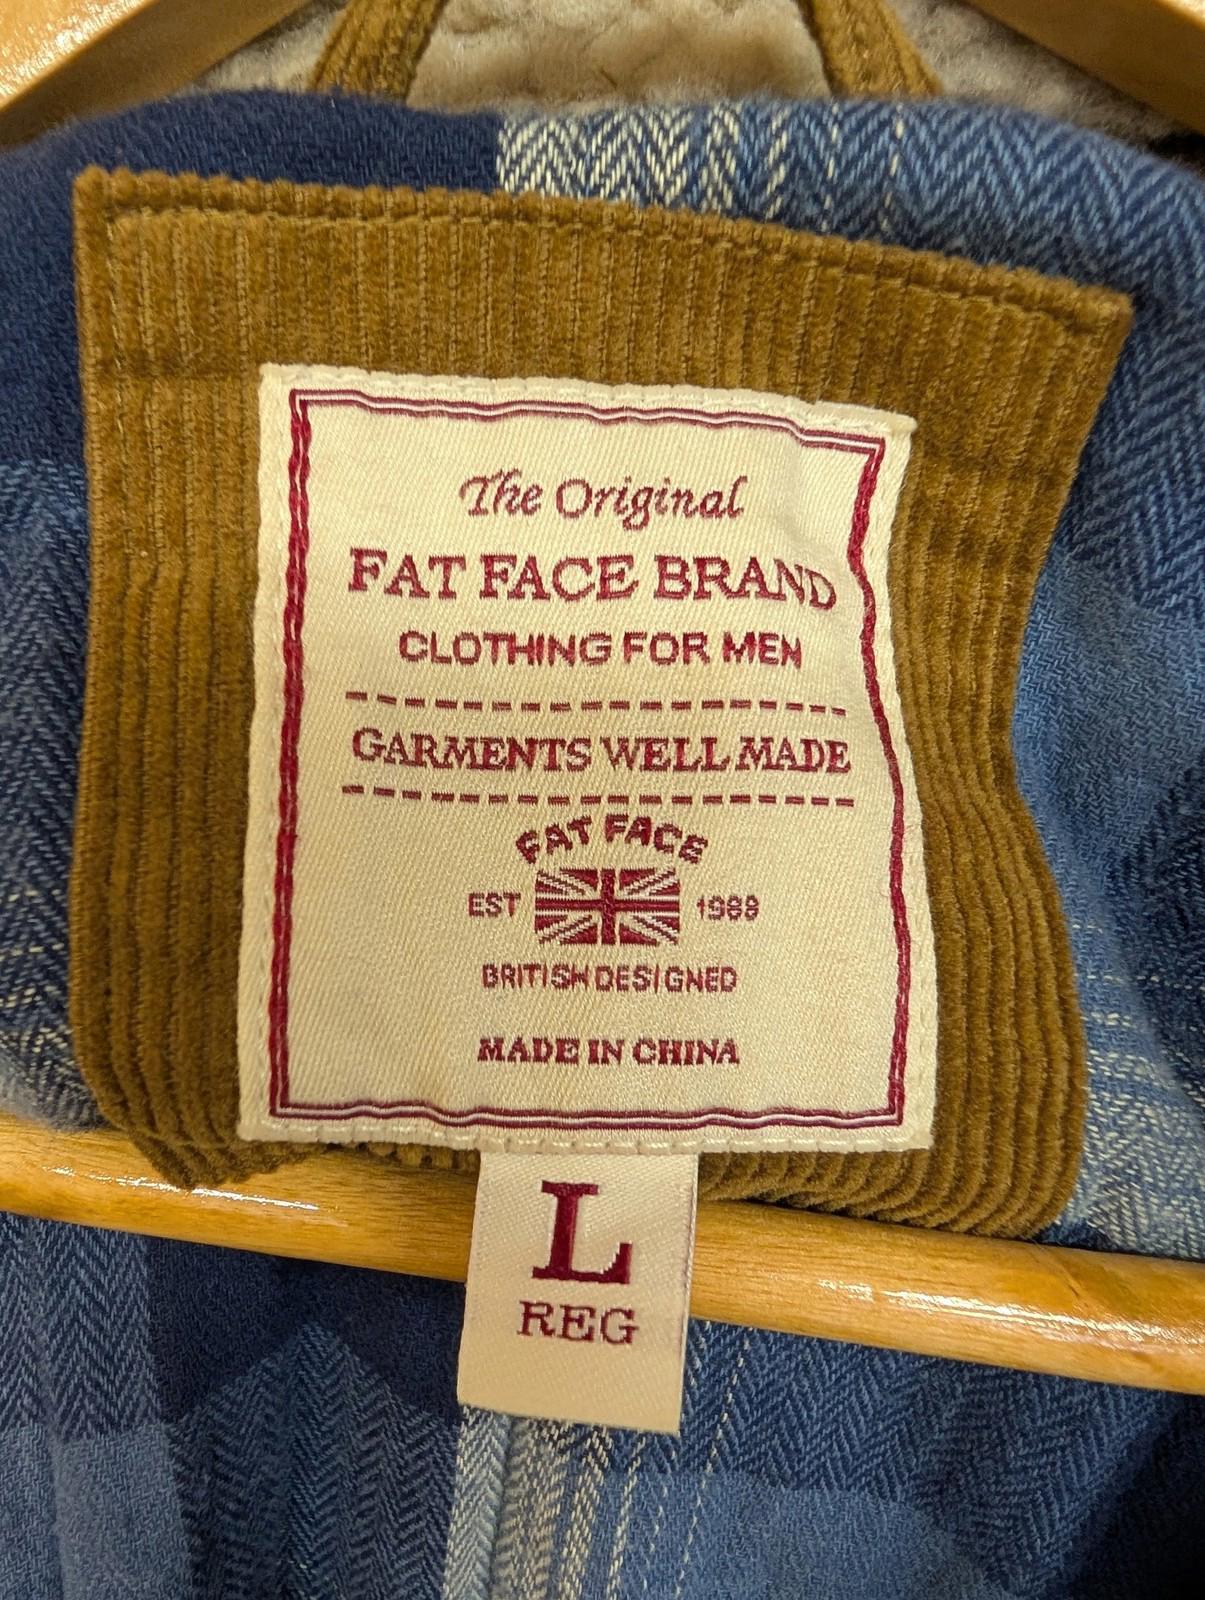 The Original
FAT FACE BRAND
CLOTHING FOR MEN
GARMENTS WELL MADE
FAT FACE
EST 1988
BRITISH DESIGNED
MADE IN CHINA
L
REG